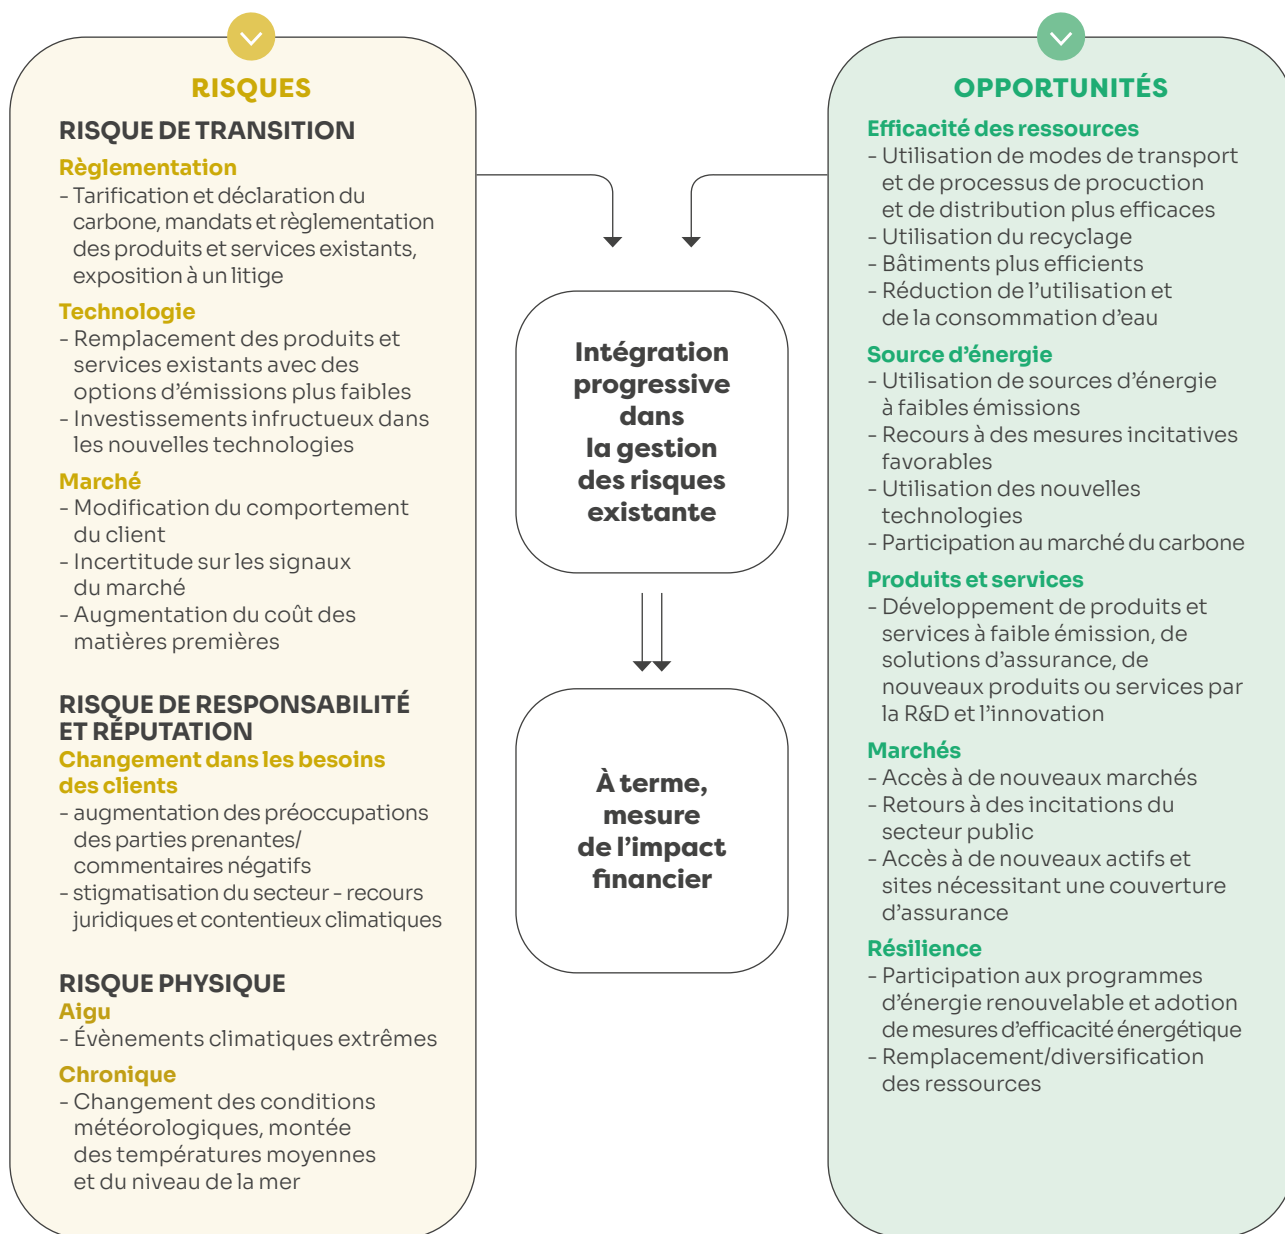 RISQUES
RISQUE DE TRANSITION
Règlementation
- Tarification et déclaration du
carbone, mandats et règlementation
des produits et services existants,
exposition à un litige
Technologie
- Remplacement des produits et
services existants avec des
options d'émissions plus faibles
- Investissements infructueux dans
les nouvelles technologies
Marché
- Modification du comportement
du client
- Incertitude sur les signaux
du marché
- Augmentation du coût des
matières premières
RISQUE DE RESPONSABILITÉ
ET RÉPUTATION
Changement dans les besoins
des clients
- augmentation des préoccupations
des parties prenantes/
commentaires négatifs
- stigmatisation du secteur - recours
juridiques et contentieux climatiques
RISQUE PHYSIQUE
Aigu
- Évènements climatiques extrêmes
Chronique
- Changement des conditions
météorologiques, montée
des températures moyennes
et du niveau de la mer
Intégration
progressive
dans
la gestion
des risques
existante
À terme,
mesure
de l'impact
financier
OPPORTUNITÉS
Efficacité des ressources
- Utilisation de modes de transport
et de processus de procuction
et de distribution plus efficaces
- Utilisation du recyclage
- Bâtiments plus efficients
- Réduction de l'utilisation et
de la consommation d'eau
Source d'énergie
- Utilisation de sources d'énergie
à faibles émissions
- Recours à des mesures incitatives
favorables
- Utilisation des nouvelles
technologies
- Participation au marché du carbone
Produits et services
- Développement de produits et
services à faible émission, de
solutions d'assurance, de
nouveaux produits ou services par
la R&D et l'innovation
Marchés
- Accès à de nouveaux marchés
- Retours à des incitations du
secteur public
- Accès à de nouveaux actifs et
sites nécessitant une couverture
d'assurance
Résilience
- Participation aux programmes
d'énergie renouvelable et adotion
de mesures d'efficacité énergétique
- Remplacement/diversification
des ressources